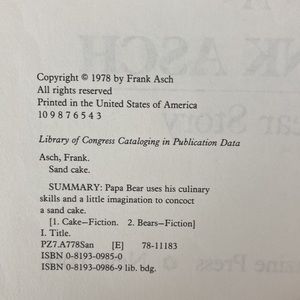 Copyright © 1978 by Frank Asch
All rights reserved
Printed in the United States of America
10 9 8 7 6 5 4 3
Library of Congress Cataloging in Publication Data
Asch, Frank.
Sand cake.
SUMMARY: Papa Bear uses his culinary
skills and a little imagination to concoct
a sand cake.
[1. Cake—Fiction. 2. Bears—Fiction]
I. Title.
PZ7.A778San [E] 78-11183
ISBN 0-8193-0985-0
ISBN 0-8193-0986-9 lib. bdg.